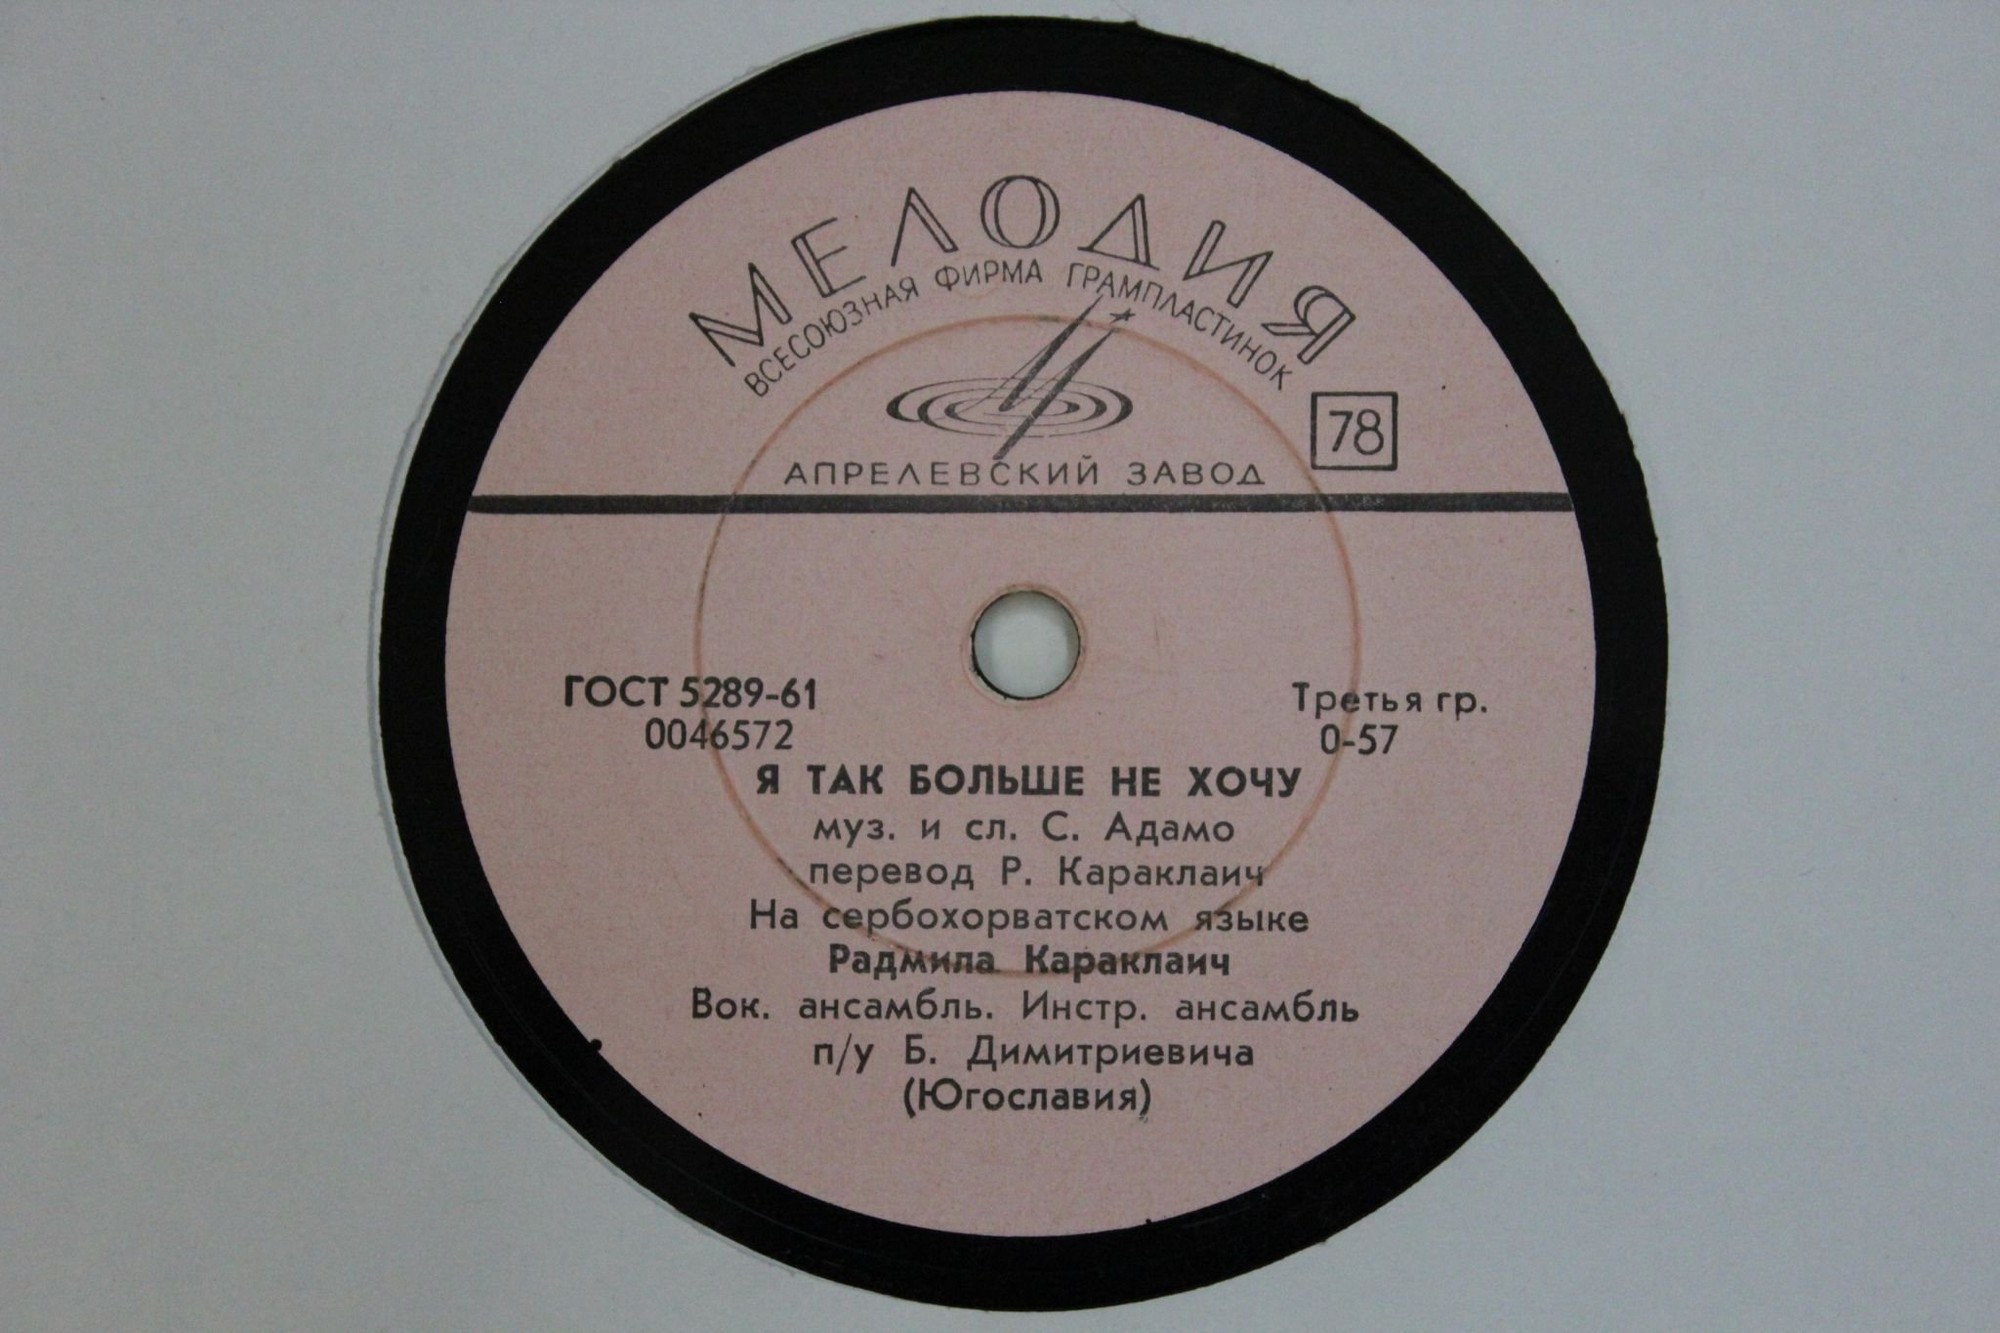 МЕЛОДИЯ
ВСЕСОЮЗНАЯ ФИРМА ГРАМПЛАСТИНОК
78
АПРЕЛЕВСКИЙ ЗАВОД
ГОСТ 5289-61 Третья гр.
0046572 0-57
Я ТАК БОЛЬШЕ НЕ ХОЧУ
муз. и сл. С. Адамо
перевод Р. Караклаич
На сербохорватском языке
Радмила Караклаич
Вок. ансамбль. Инстр. ансамбль
п/у Б. Димитриевича
(Югославия)